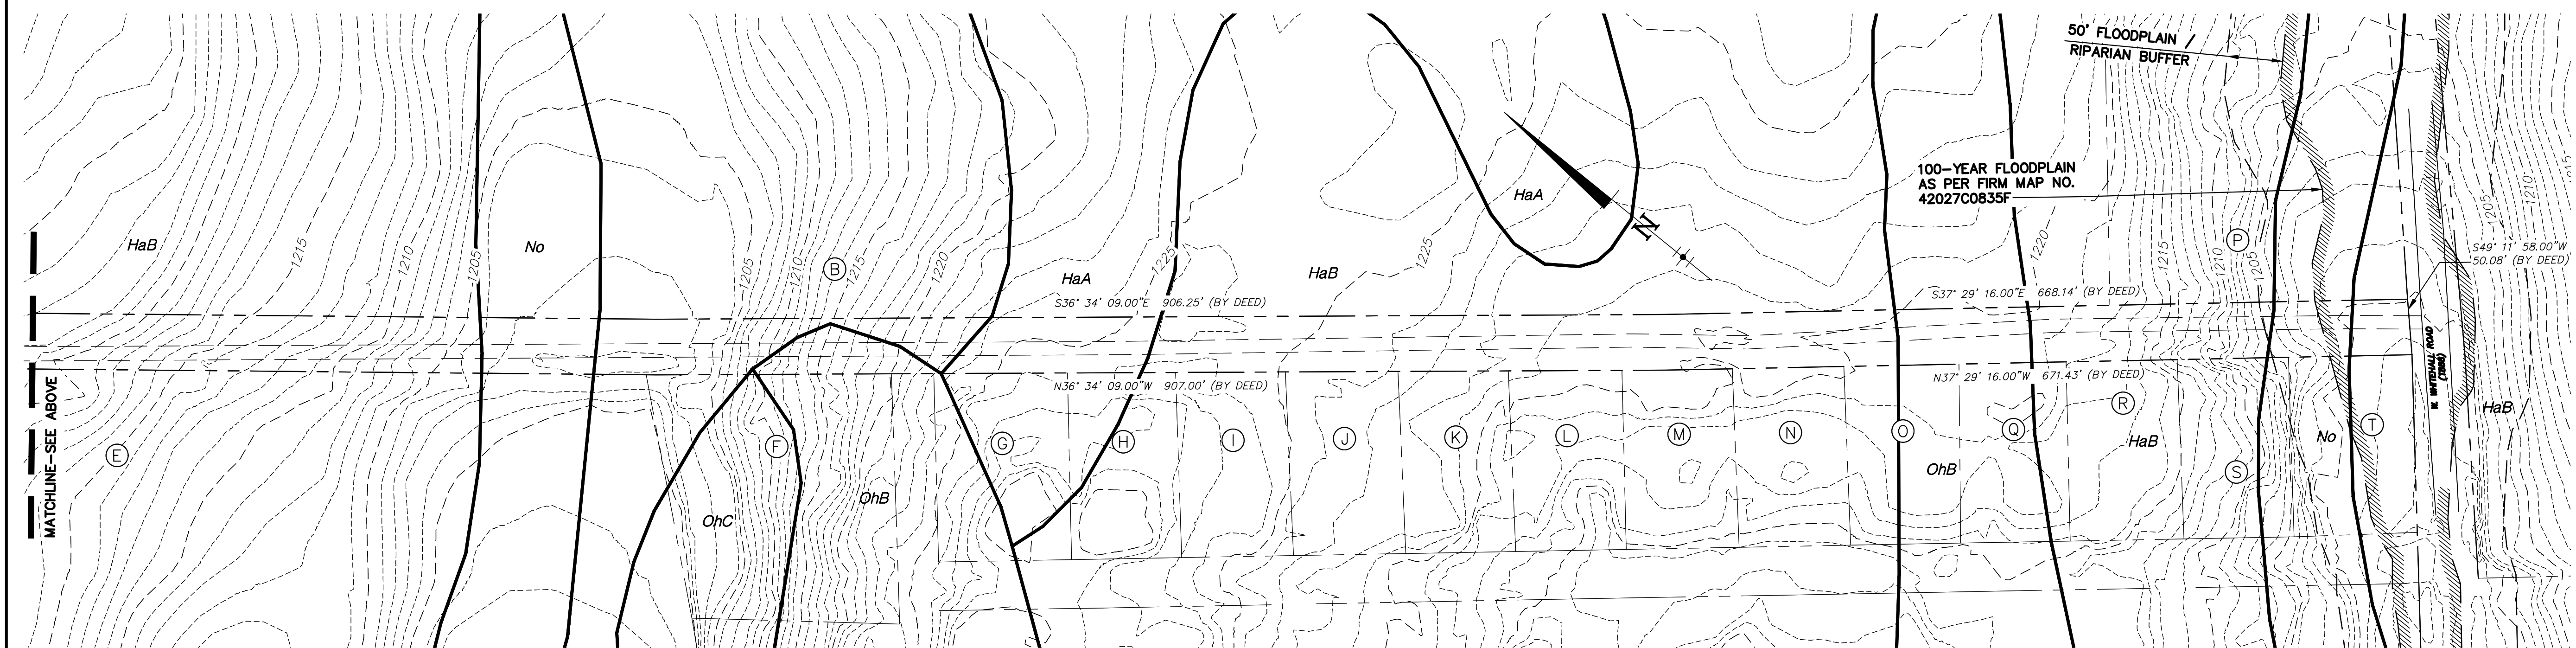 50' FLOODPLAIN /
RIPARIAN BUFFER
100-YEAR FLOODPLAIN
AS PER FIRM MAP NO.
42027C0835F
HaB
1215
1210
1205
No
1205
1210
B
1215
1220
HaA
1225
HaB
1225
HaA
N
1220
1215
1210
1205
P
1205
1210
1215
S49° 11' 58.00"W
50.08' (BY DEED)
S36° 34' 09.00"E 906.25' (BY DEED)
S37° 29' 16.00"E 668.14' (BY DEED)
N36° 34' 09.00"W 907.00' (BY DEED)
N37° 29' 16.00"W 671.43' (BY DEED)
W. WHITEHALL ROAD
MATCHLINE-SEE ABOVE
E
F
G
H
I
J
K
L
M
N
O
Q
R
S
T
OhC
OhB
OhB
HaB
No
HaB